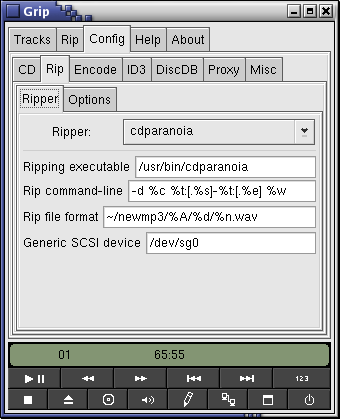 Grip
Tracks Rip Config Help About
CD Rip Encode ID3 DiscDB Proxy Misc
Ripper Options
Ripper: cdparanoia
Ripping executable /usr/bin/cdparanoia
Rip command-line -d %c %t:[.%s]-%t:[.%e] %w
Rip file format ~/newmp3/%A/%d/%n.wav
Generic SCSI device /dev/sg0
01 65:55
123